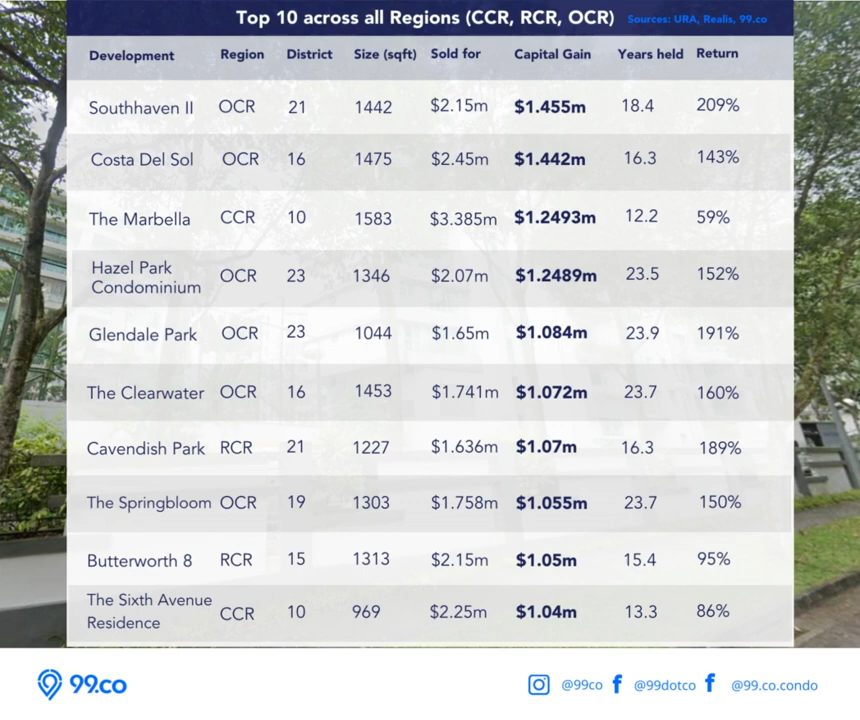 Top 10 across all Regions (CCR, RCR, OCR) Sources: URA, Realis, 99.co
Development Region District Size (sqft) Sold for Capital Gain Years held Return
Southhaven II OCR 21 1442 $2.15m $1.455m 18.4 209%
Costa Del Sol OCR 16 1475 $2.45m $1.442m 16.3 143%
The Marbella CCR 10 1583 $3.385m $1.2493m 12.2 59%
Hazel Park
Condominium OCR 23 1346 $2.07m $1.2489m 23.5 152%
Glendale Park OCR 23 1044 $1.65m $1.084m 23.9 191%
The Clearwater OCR 16 1453 $1.741m $1.072m 23.7 160%
Cavendish Park RCR 21 1227 $1.636m $1.07m 16.3 189%
The Springbloom OCR 19 1303 $1.758m $1.055m 23.7 150%
Butterworth 8 RCR 15 1313 $2.15m $1.05m 15.4 95%
The Sixth Avenue
Residence CCR 10 969 $2.25m $1.04m 13.3 86%
99.co @99co @99dotco @99.co.condo